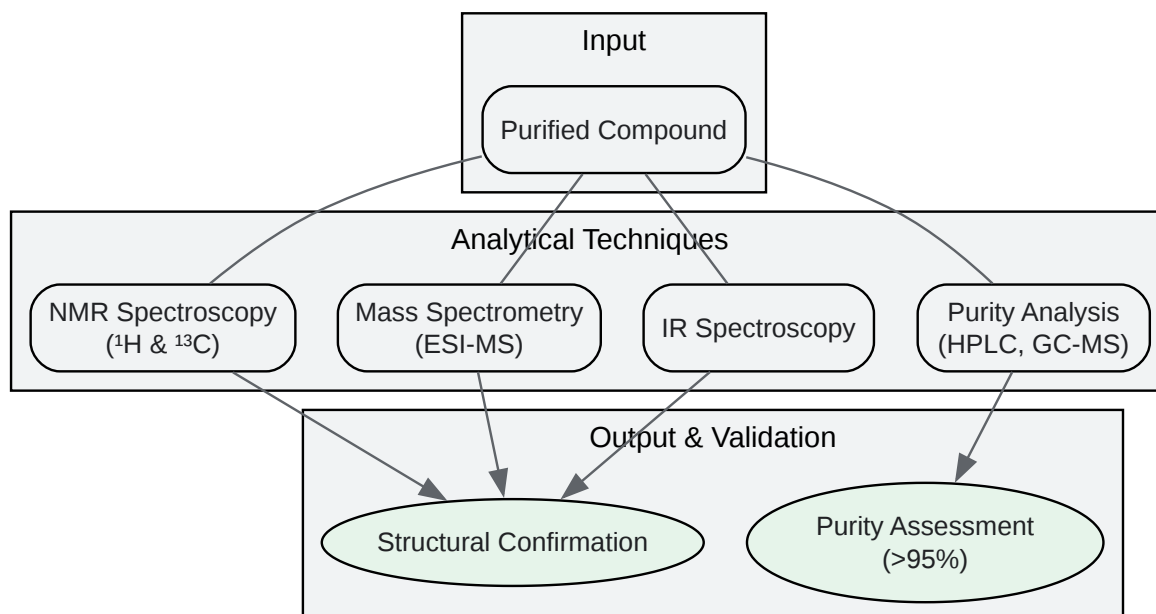 Input
Purified Compound
Analytical Techniques
NMR Spectroscopy
(¹H & ¹³C)
Mass Spectrometry
(ESI-MS)
IR Spectroscopy
Purity Analysis
(HPLC, GC-MS)
Output & Validation
Structural Confirmation
Purity Assessment
(>95%)